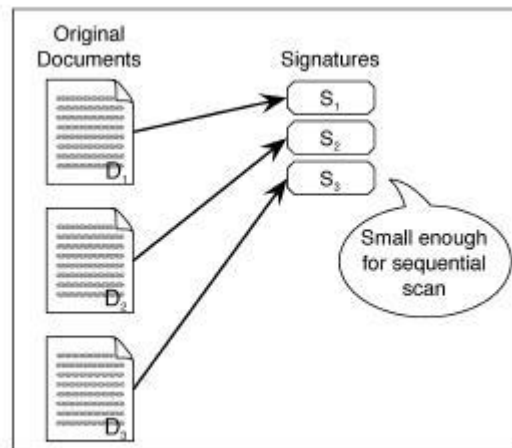 Original
Documents
Signatures
D₁
S₁
S₂
S₃
D₂
Small enough
for sequential
scan
D₃